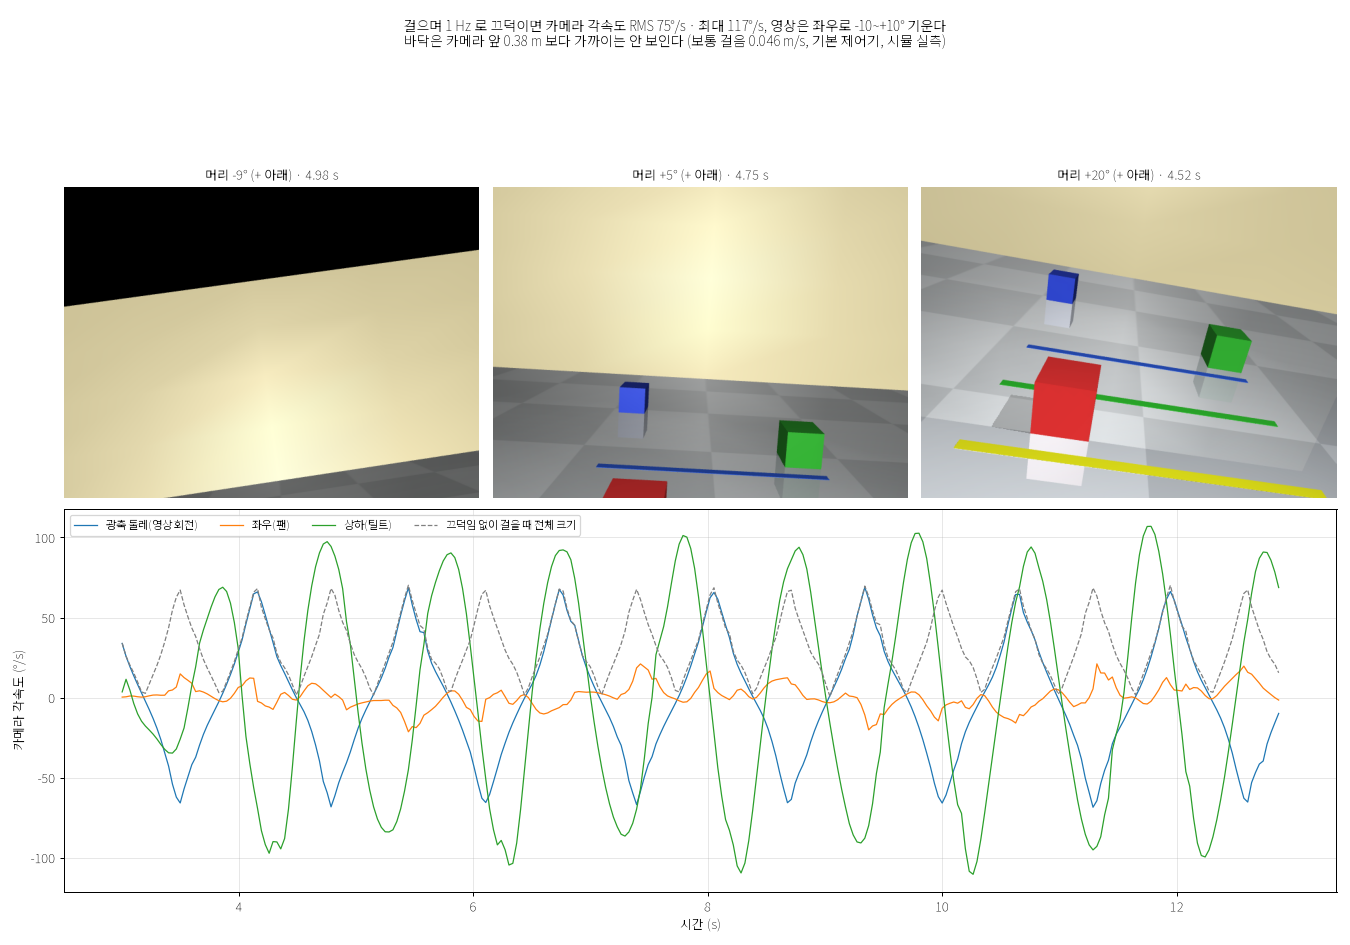 걸으며 1 Hz 로 끄덕이면 카메라 각속도 RMS 75°/s · 최대 117°/s, 영상은 좌우로 -10~+10° 기운다
바닥은 카메라 앞 0.38 m 보다 가까이는 안 보인다 (보통 걸음 0.046 m/s, 기본 제어기, 시뮬 실측)
머리 -9° (+ 아래) · 4.98 s
머리 +5° (+ 아래) · 4.75 s
머리 +20° (+ 아래) · 4.52 s
광축 둘레(영상 회전)
좌우(팬)
상하(틸트)
끄덕임 없이 걸을 때 전체 크기
카메라 각속도 (°/s)
100
50
0
-50
-100
4
6
8
10
12
시간 (s)